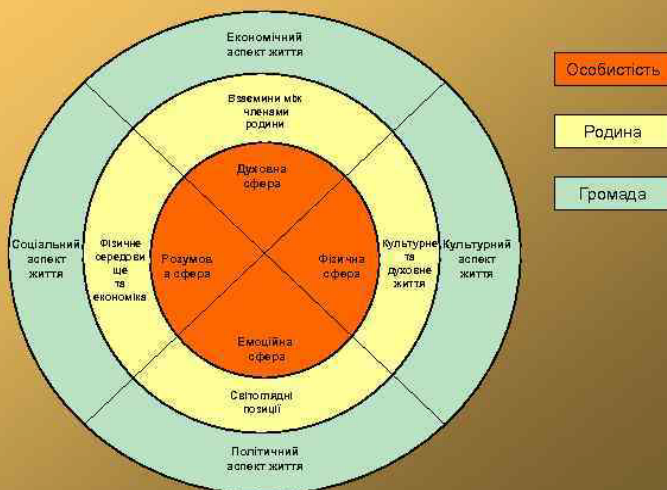 Економічний
аспект життя
Взаємини між
членами
родини
Духовна
сфера
Соціальний
аспект
життя
Фізичне
середови
ще
та
економіка
Розумов
а сфера
Фізична
сфера
Культурне
та
духовне
життя
Культурний
аспект
життя
Емоційна
сфера
Світоглядні
позиції
Політичний
аспект життя
Особистість
Родина
Громада